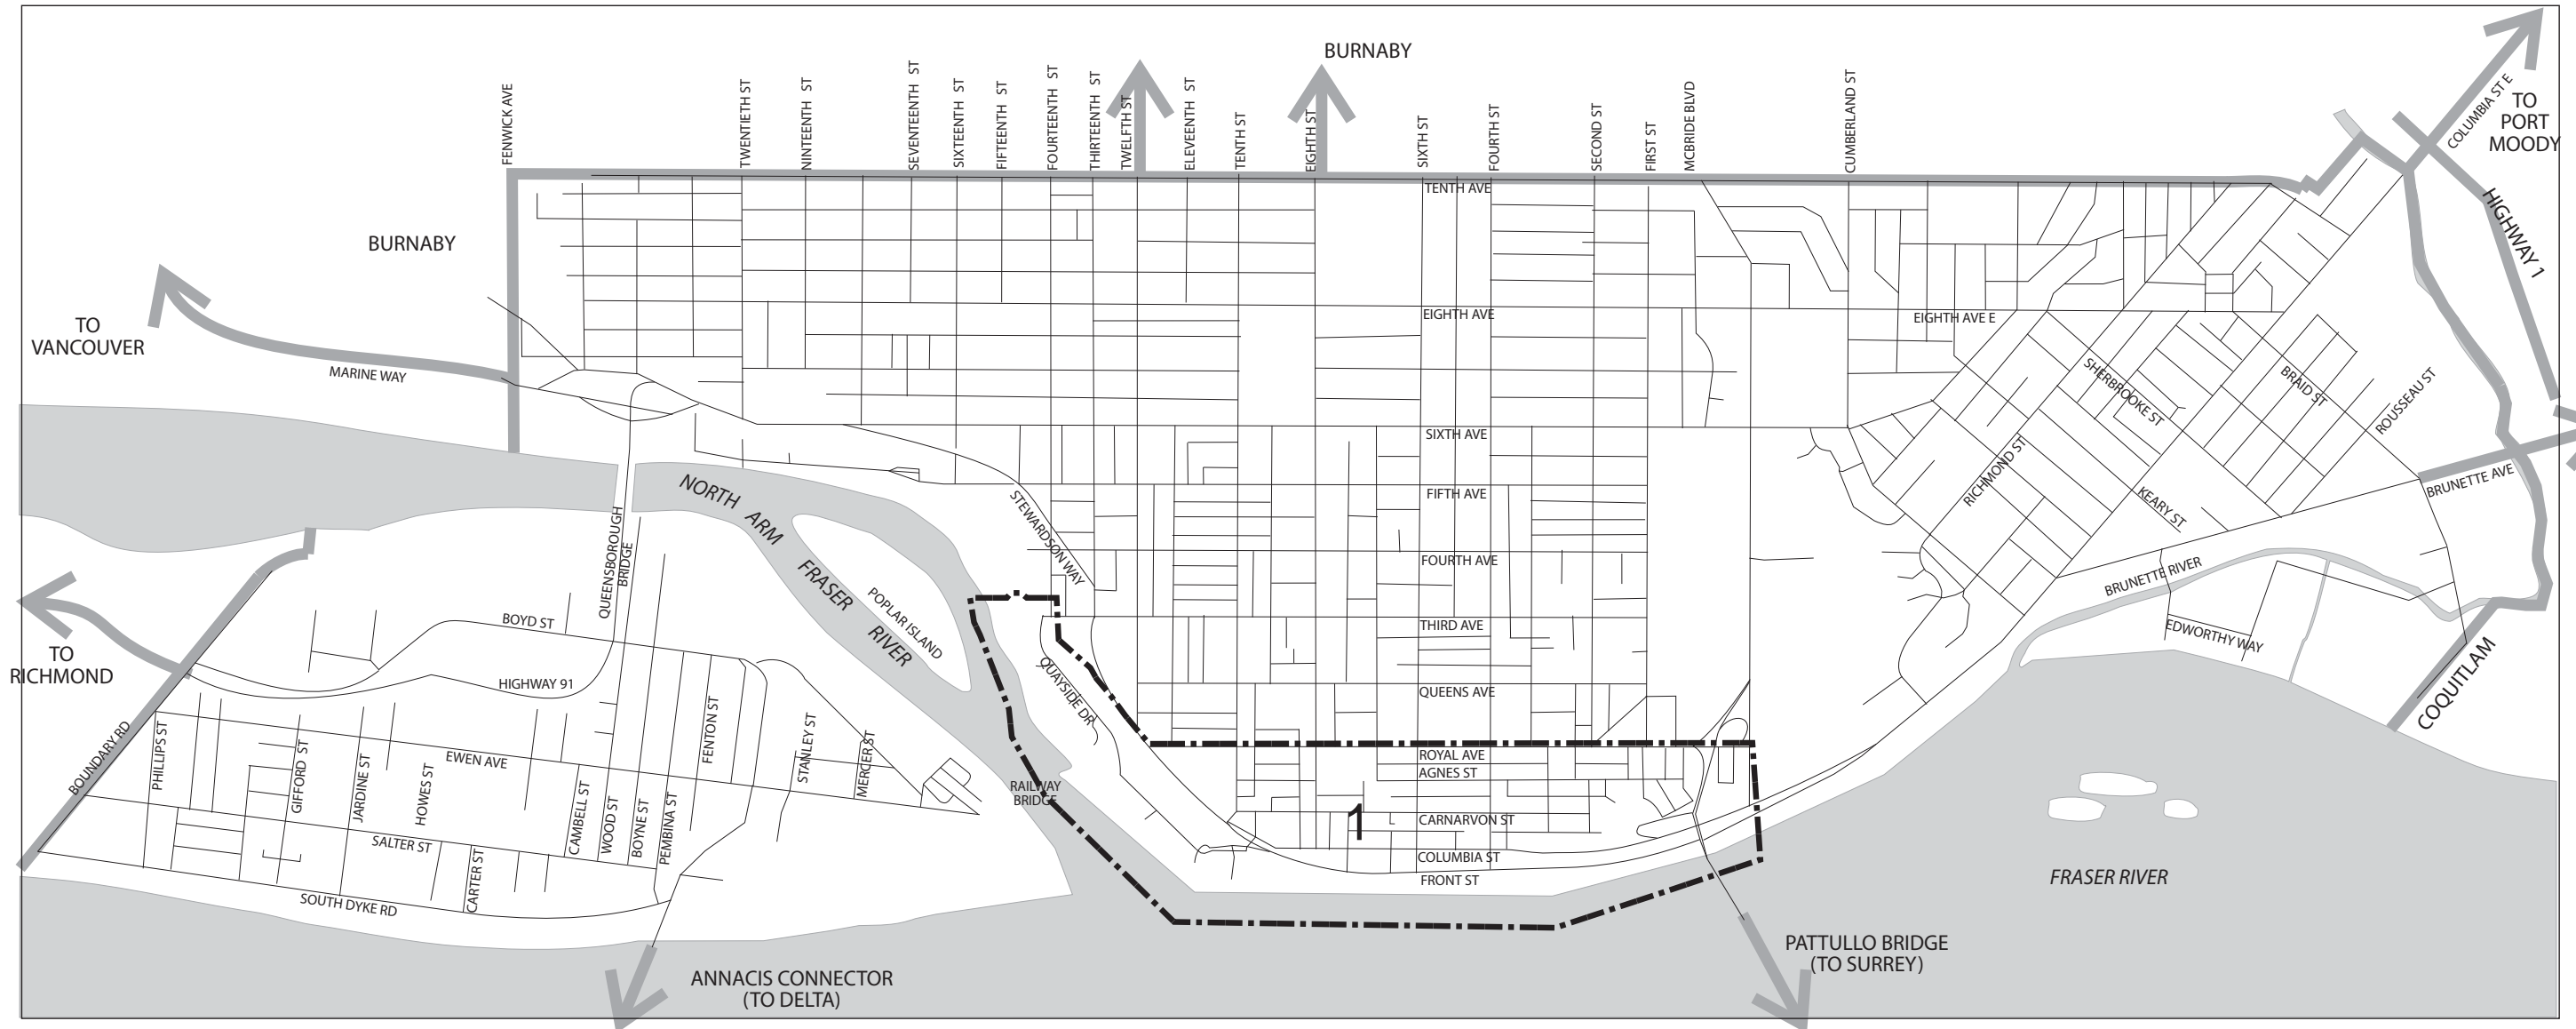 BURNABY
FENWICK AVE
TWENTIETH ST
NINTEENTH ST
SEVENTEENTH ST
SIXTEENTH ST
FIFTEENTH ST
FOURTEENTH ST
THIRTEENTH ST
TWELFTH ST
ELEVENTH ST
TENTH ST
EIGHTH ST
SIXTH ST
FOURTH ST
SECOND ST
FIRST ST
MCBRIDE BLVD
CUMBERLAND ST
COLUMBIA ST E
TO
PORT
MOODY
HIGHWAY 1
TENTH AVE
BURNABY
TO
VANCOUVER
MARINE WAY
EIGHTH AVE
EIGHTH AVE E
SHERBROOKE ST
BRAID ST
ROUSSEAU ST
SIXTH AVE
RICHMOND ST
KEARY ST
BRUNETTE AVE
FIFTH AVE
NORTH ARM
FRASER
RIVER
POPLAR ISLAND
STEWARDSON WAY
QUEENSBOROUGH
BRIDGE
FOURTH AVE
BRUNETTE RIVER
EDWORTHY WAY
COQUITLAM
TO
RICHMOND
BOYD ST
HIGHWAY 91
THIRD AVE
QUAYSIDE DR
QUEENS AVE
BOUNDARY RD
PHILLIPS ST
GIFFORD ST
JARDINE ST
HOWES ST
EWEN AVE
CAMBELL ST
WOOD ST
BOYNE ST
PEMBINA ST
FENTON ST
STANLEY ST
MERCER ST
RAILWAY
BRIDGE
ROYAL AVE
AGNES ST
1
CARNARVON ST
COLUMBIA ST
FRONT ST
SALTER ST
CARTER ST
SOUTH DYKE RD
FRASER RIVER
ANNACIS CONNECTOR
(TO DELTA)
PATTULLO BRIDGE
(TO SURREY)